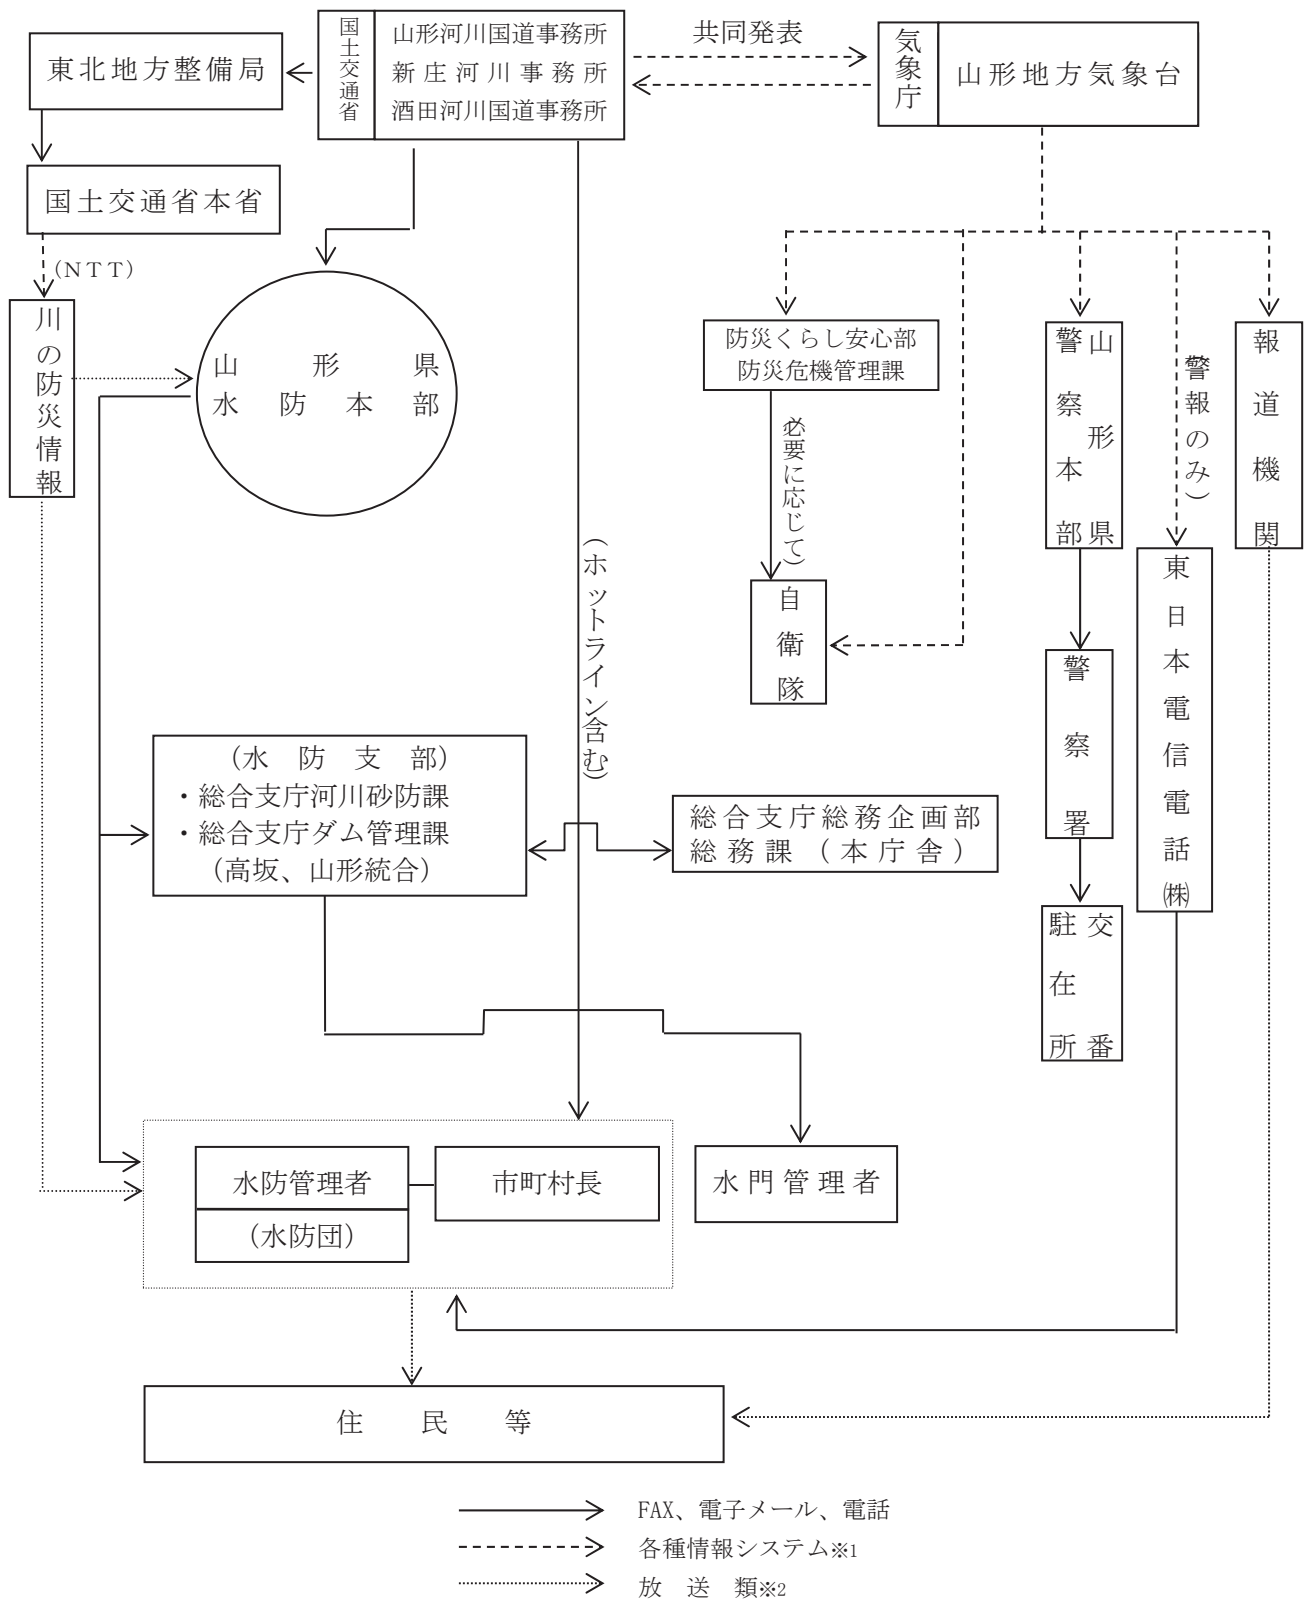 国土交通省
山形河川国道事務所
新庄河川事務所
酒田河川国道事務所
共同発表
気象庁
山形地方気象台
東北地方整備局
国土交通省本省
（ＮＴＴ）
川の防災情報
山形県
水防本部
防災くらし安心部
防災危機管理課
必要に応じて）
自衛隊
山形県
警察本部
警察署
交番
駐在所
警報のみ）
東日本電信電話㈱
報道機関
（ホットライン含む）
（水防支部）
・総合支庁河川砂防課
・総合支庁ダム管理課
（高坂、山形統合）
総合支庁総務企画部
総務課（本庁舎）
水防管理者
（水防団）
市町村長
水門管理者
住民等
FAX、電子メール、電話
各種情報システム※1
放送類※2